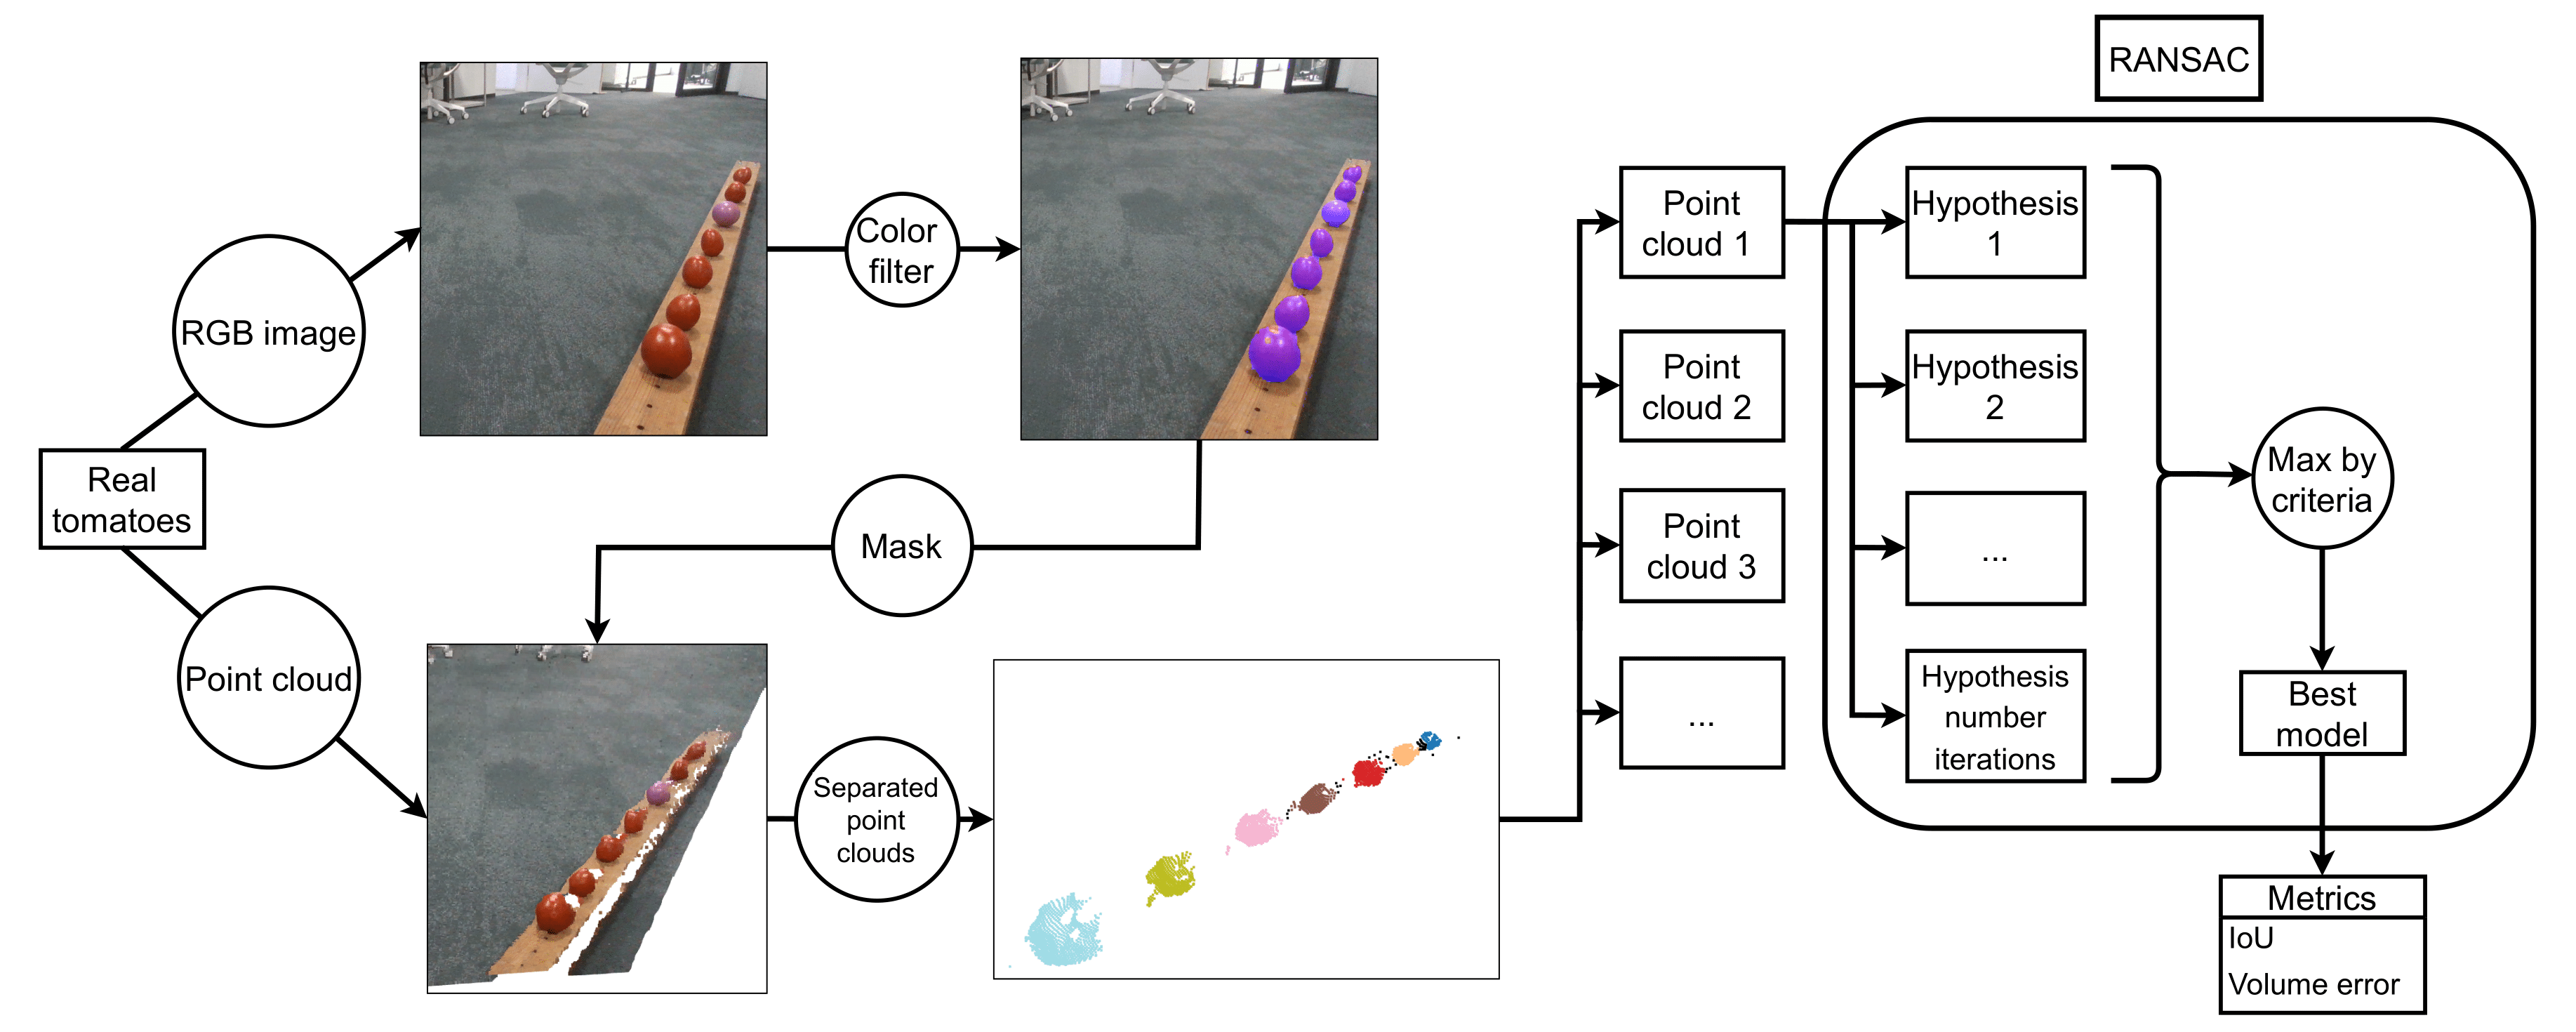 RANSAC
Real
tomatoes
RGB image
Color
filter
Mask
Point cloud
Separated
point
clouds
Point
cloud 1
Point
cloud 2
Point
cloud 3
...
Hypothesis
1
Hypothesis
2
...
Hypothesis
number
iterations
Max by
criteria
Best
model
Metrics
IoU
Volume error